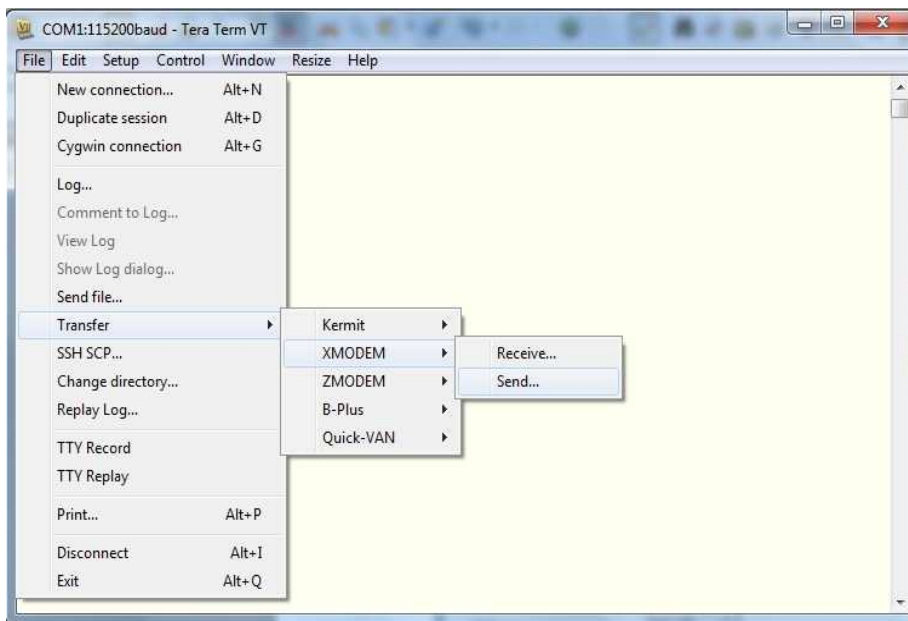 COM1:115200baud - Tera Term VT
File Edit Setup Control Window Resize Help
New connection... Alt+N
Duplicate session Alt+D
Cygwin connection Alt+G
Log...
Comment to Log...
View Log
Show Log dialog...
Send file...
Transfer
SSH SCP...
Change directory...
Replay Log...
TTY Record
TTY Replay
Print... Alt+P
Disconnect Alt+I
Exit Alt+Q
Kermit
XMODEM
ZMODEM
B-Plus
Quick-VAN
Receive...
Send...